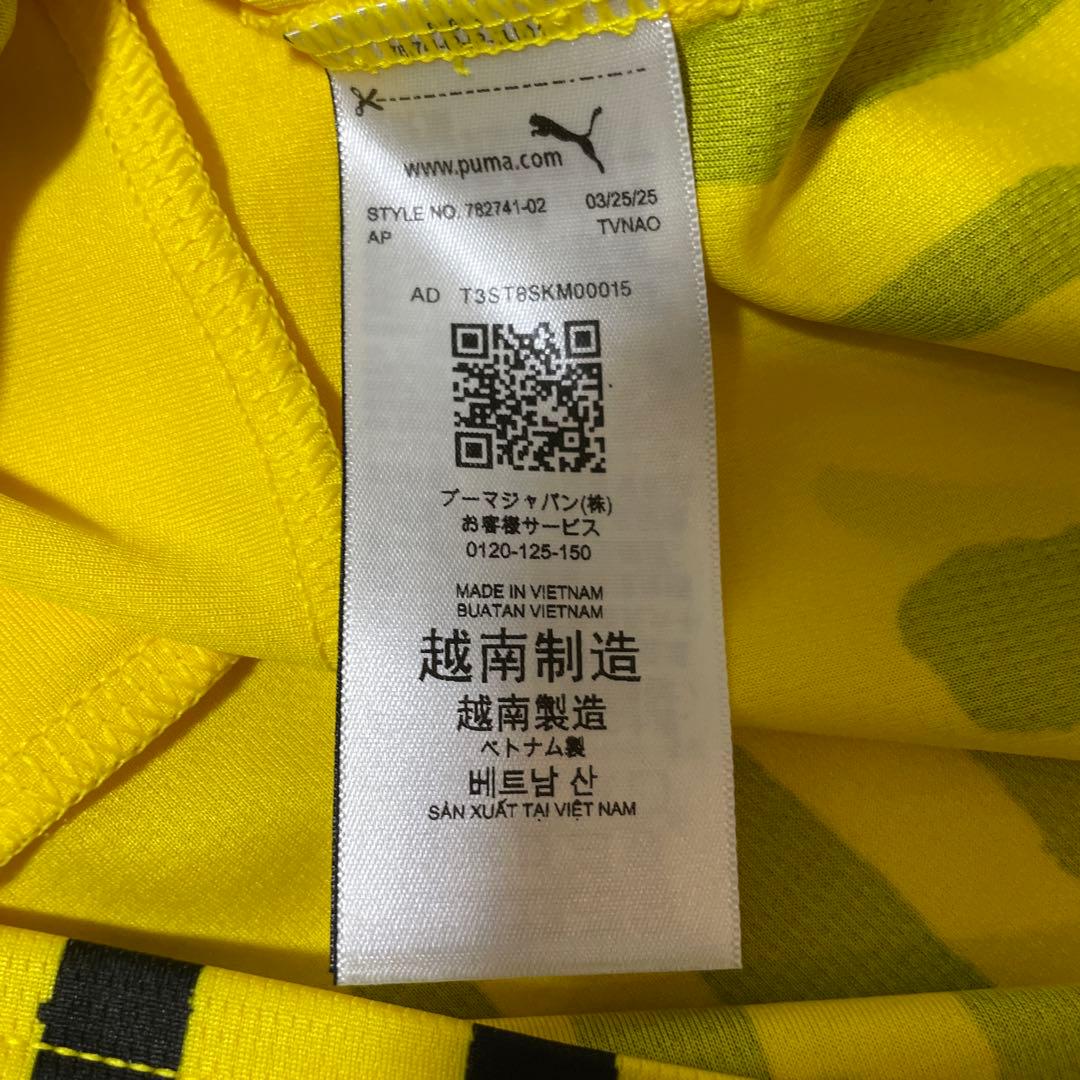 www.puma.com
STYLE NO. 782741-02 03/25/25
AP TVNAO
AD T3ST8SKM00015
プーマジャパン(株)
お客様サービス
0120-125-150
MADE IN VIETNAM
BUATAN VIETNAM
越南制造
越南製造
ベトナム製
베트남 산
SẢN XUẤT TẠI VIỆT NAM